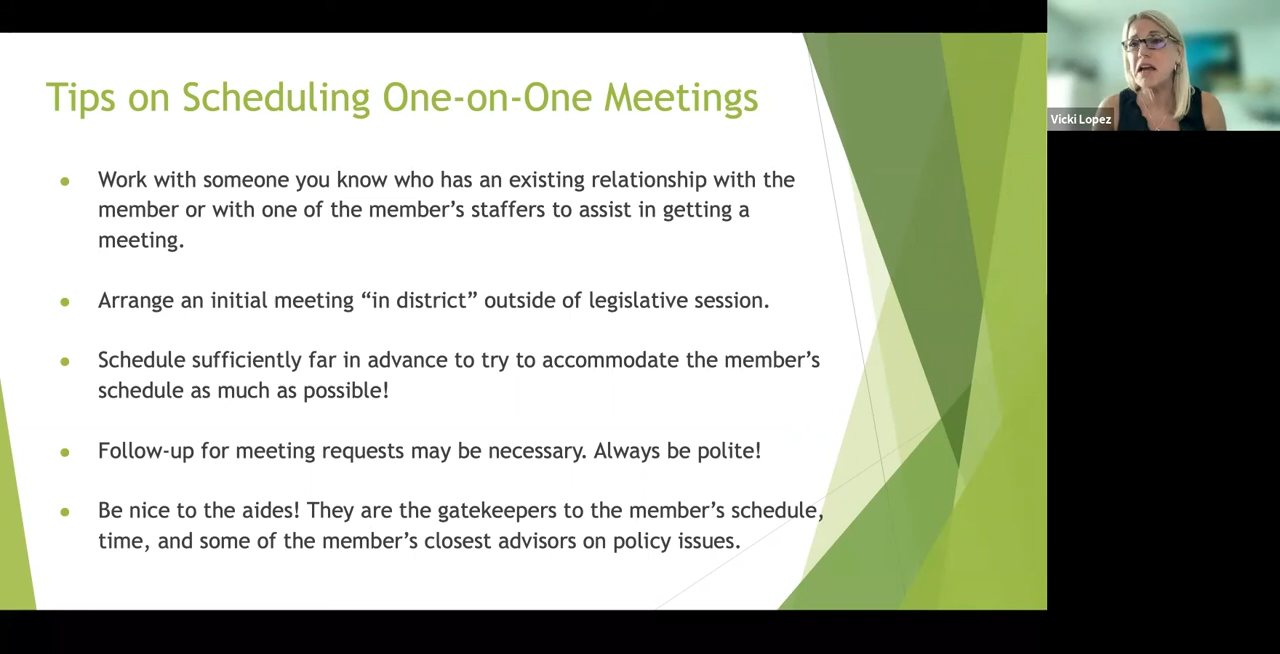 Tips on Scheduling One-on-One Meetings
Vicki Lopez
● Work with someone you know who has an existing relationship with the
member or with one of the member’s staffers to assist in getting a
meeting.
● Arrange an initial meeting “in district” outside of legislative session.
● Schedule sufficiently far in advance to try to accommodate the member’s
schedule as much as possible!
● Follow-up for meeting requests may be necessary. Always be polite!
● Be nice to the aides! They are the gatekeepers to the member’s schedule,
time, and some of the member’s closest advisors on policy issues.